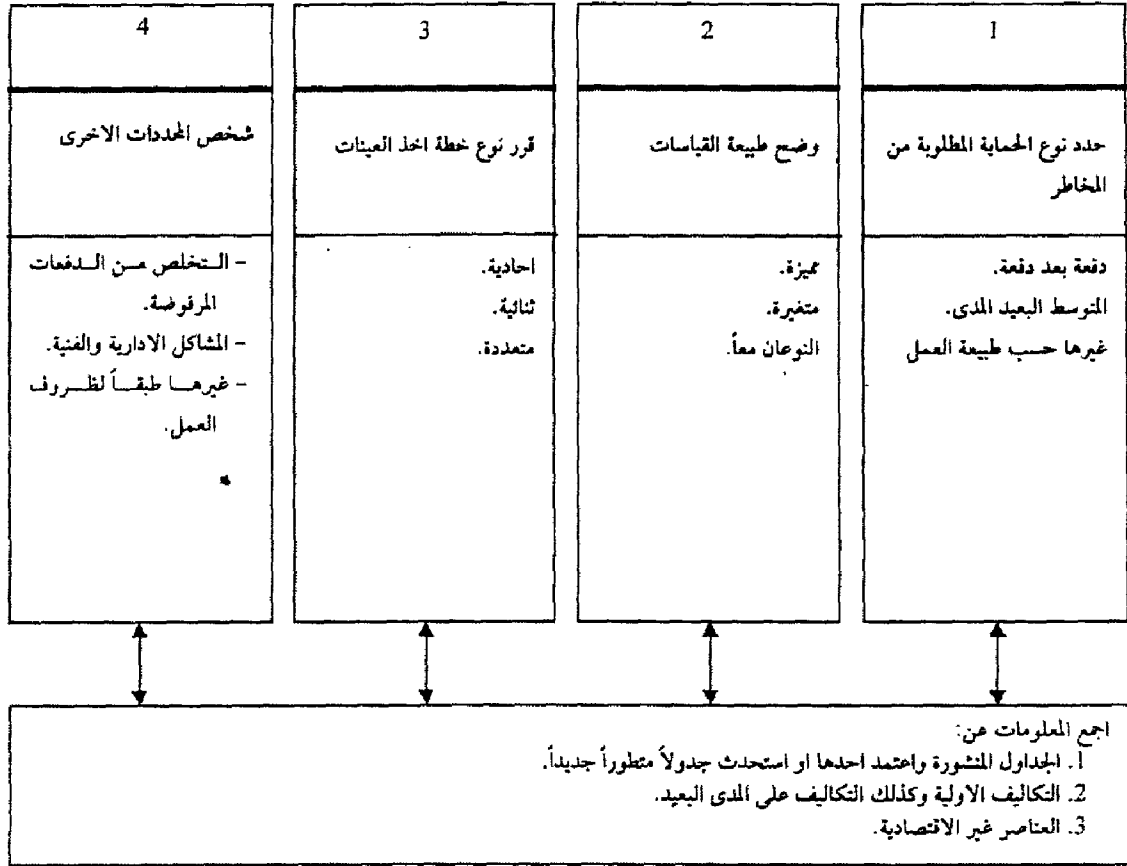 1
حدد نوع الحماية المطلوبة من
المخاطر
دفعة بعد دفعة.
المتوسط البعيد المدى.
غيرها حسب طبيعة العمل
2
وضح طبيعة القياسات
مميزة.
متغيرة.
النوعان معاً.
3
قرر نوع خطة اخذ العينات
احادية.
ثنائية.
متعددة.
4
شخص المحددات الاخرى
- التخلص من الدفعات
المرفوضة.
- المشاكل الادارية والفنية.
- غيرها طبقاً لظروف
العمل.
اجمع المعلومات عن:
1. الجداول المنشورة واعتمد احدها او استحدث جدولاً متطوراً جديداً.
2. التكاليف الاولية وكذلك التكاليف على المدى البعيد.
3. العناصر غير الاقتصادية.